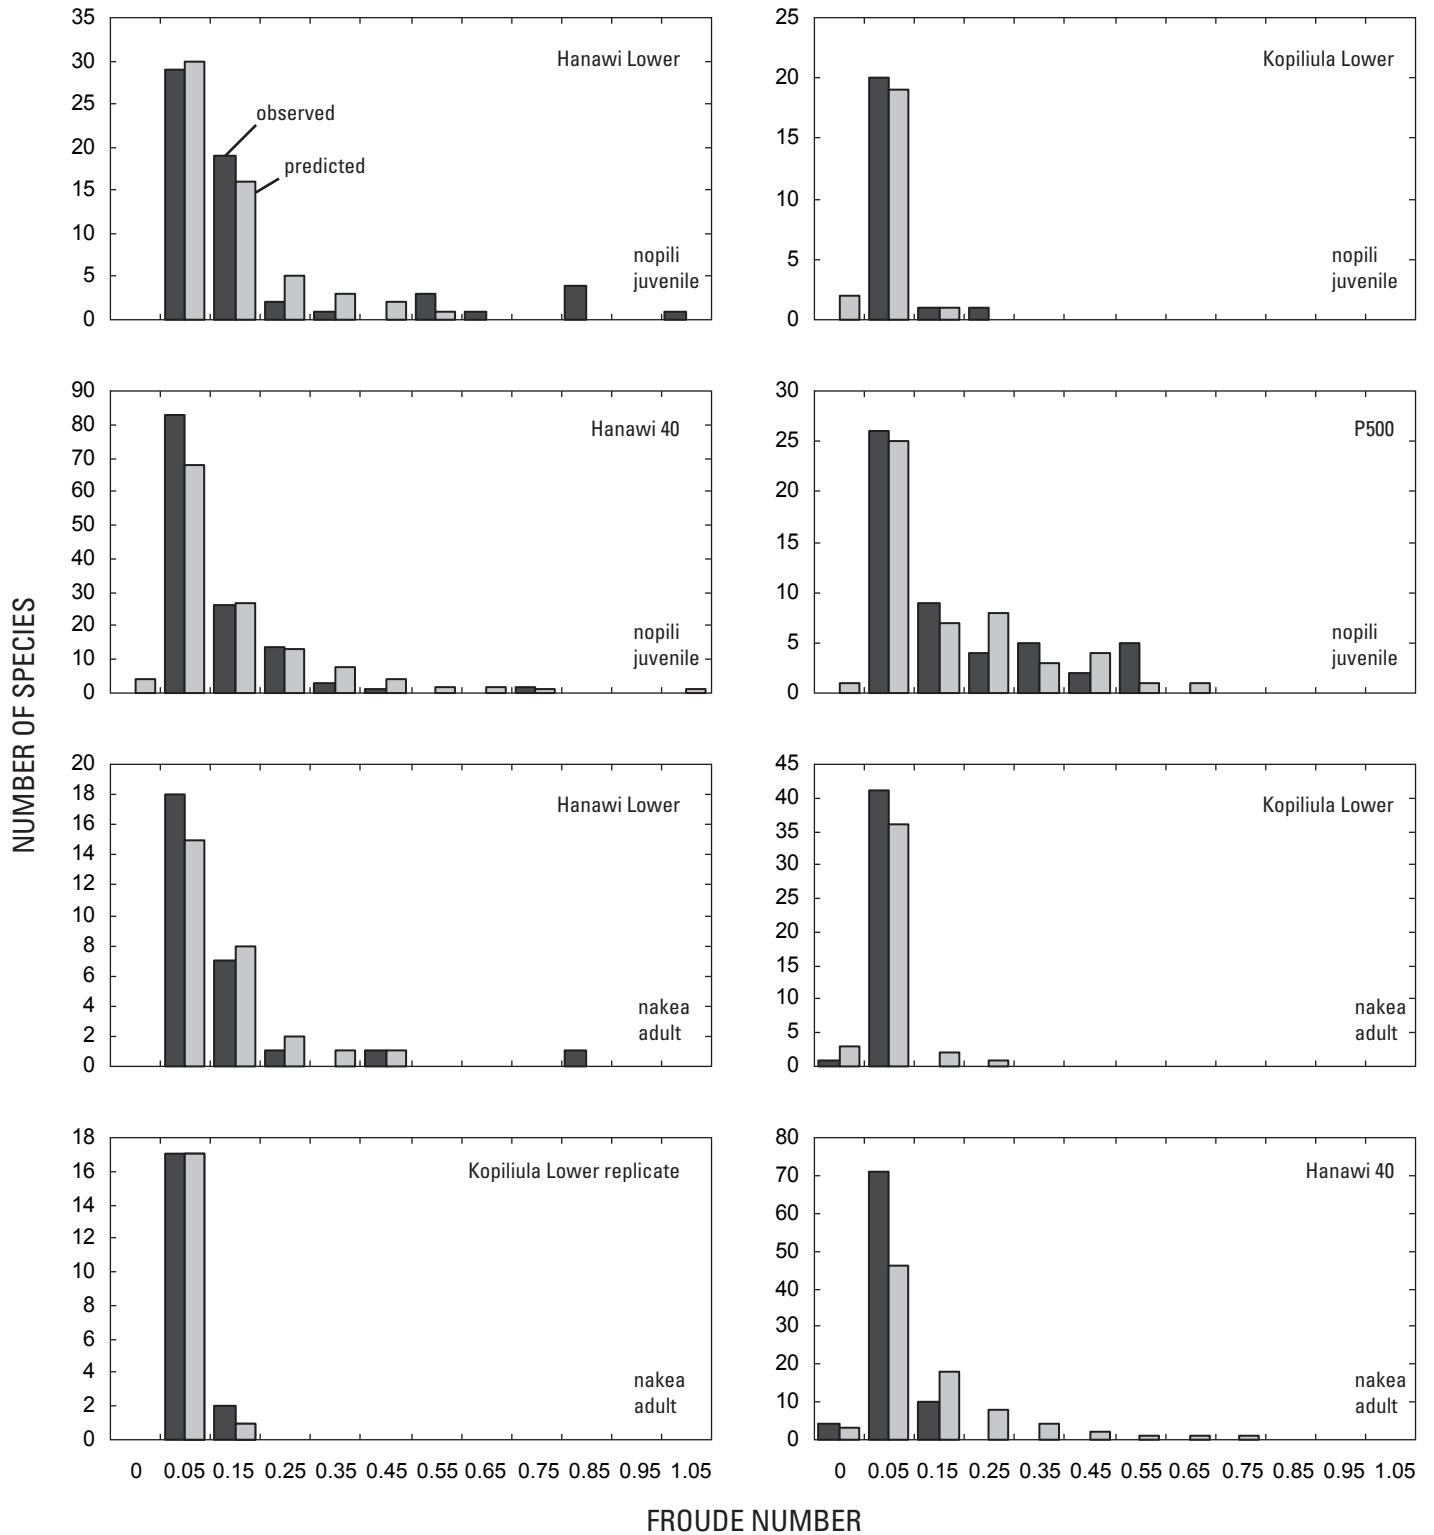 NUMBER OF SPECIES
35
30
25
20
15
10
5
0
Hanawi Lower
observed
predicted
nopili
juvenile
25
20
15
10
5
0
Kopiliula Lower
nopili
juvenile
90
80
70
60
50
40
30
20
10
0
Hanawi 40
nopili
juvenile
30
25
20
15
10
5
0
P500
nopili
juvenile
20
18
16
14
12
10
8
6
4
2
0
Hanawi Lower
nakea
adult
45
40
35
30
25
20
15
10
5
0
Kopiliula Lower
nakea
adult
18
16
14
12
10
8
6
4
2
0
Kopiliula Lower replicate
nakea
adult
0 0.05 0.15 0.25 0.35 0.45 0.55 0.65 0.75 0.85 0.95 1.05
80
70
60
50
40
30
20
10
0
Hanawi 40
nakea
adult
0 0.05 0.15 0.25 0.35 0.45 0.55 0.65 0.75 0.85 0.95 1.05
FROUDE NUMBER